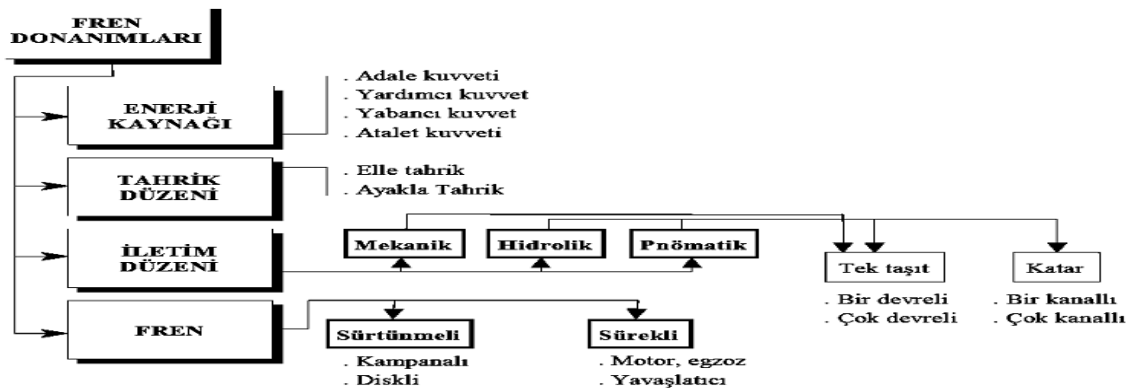 FREN
DONANIMLARI
ENERJİ
KAYNAĞI
. Adale kuvveti
. Yardımcı kuvvet
. Yabancı kuvvet
. Atalet kuvveti
TAHRİK
DÜZENİ
. Elle tahrik
. Ayakla Tahrik
İLETİM
DÜZENİ
Mekanik
Hidrolik
Pnömatik
Tek taşıt
. Bir devreli
. Çok devreli
Katar
. Bir kanallı
. Çok kanallı
FREN
Sürtünmeli
. Kampanalı
. Diskli
Sürekli
. Motor, egzoz
. Yavaşlatıcı